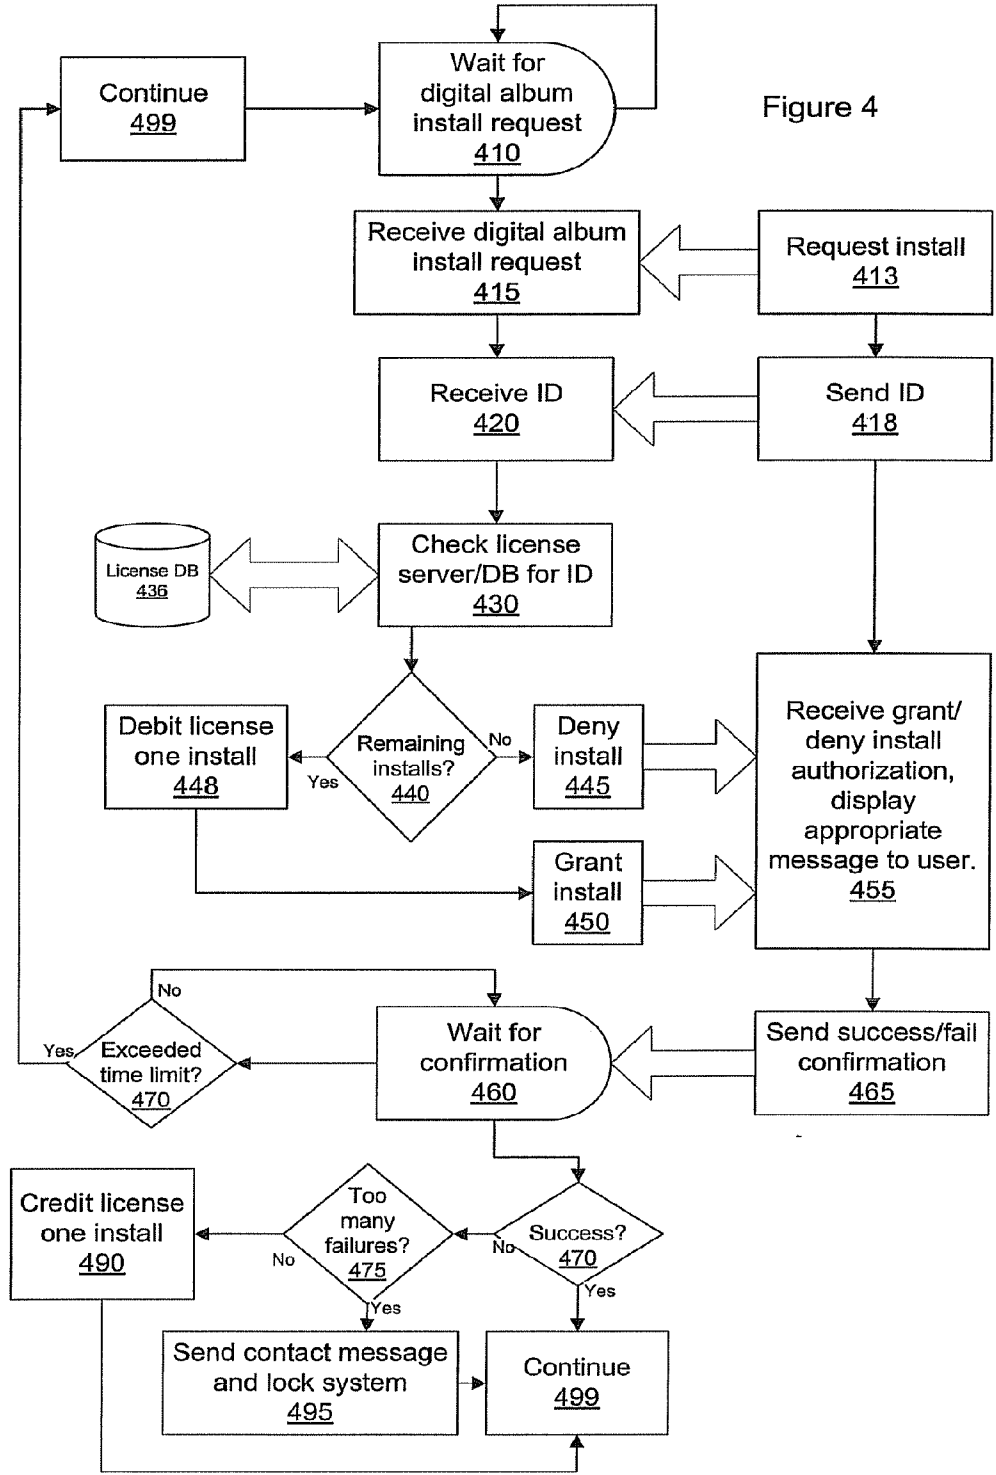 Continue
499
Wait for
digital album
install request
410
Figure 4
Receive digital album
install request
415
Request install
413
Receive ID
420
Send ID
418
License DB
436
Check license
server/DB for ID
430
Debit license
one install
448
Remaining
installs?
440
Yes
No
Deny
install
445
Receive grant/
deny install
authorization,
display
appropriate
message to user.
455
Grant
install
450
No
Exceeded
time limit?
470
Yes
Wait for
confirmation
460
Send success/fail
confirmation
465
Credit license
one install
490
Too
many
failures?
475
No
Yes
Success?
470
No
Yes
Send contact message
and lock system
495
Continue
499